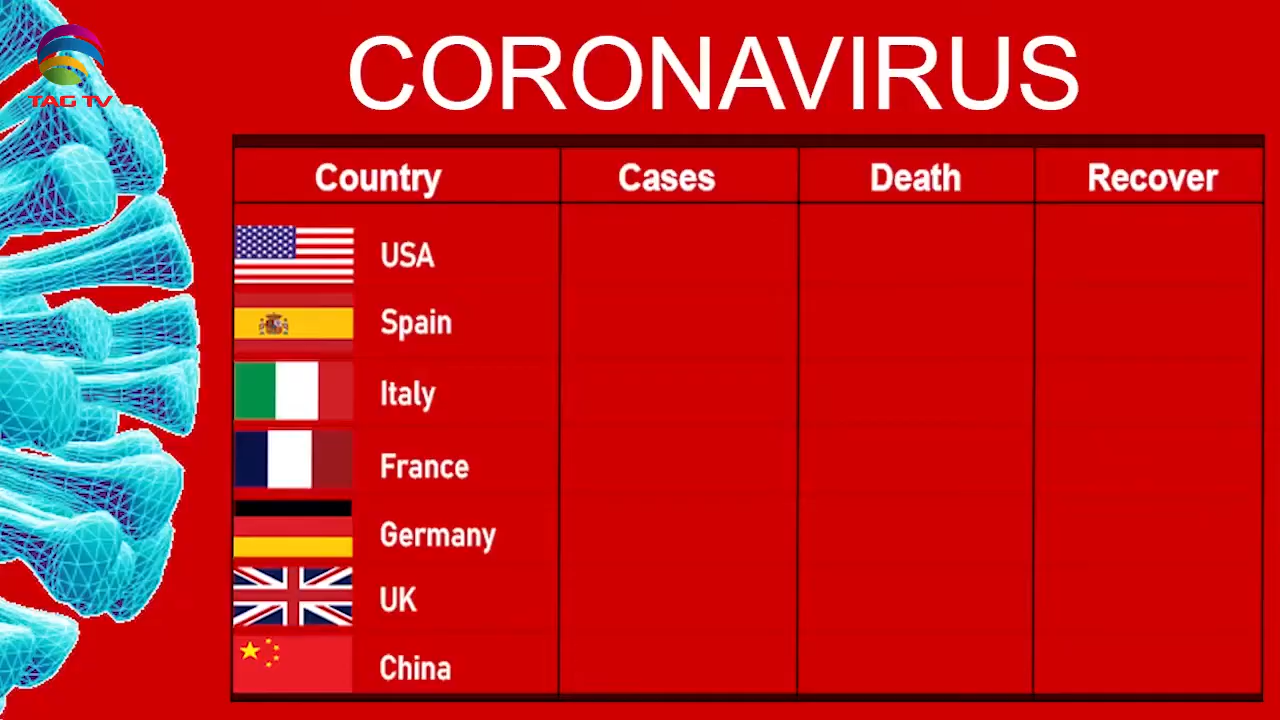 TAG TV
CORONAVIRUS
Country Cases Death Recover
USA
Spain
Italy
France
Germany
UK
China